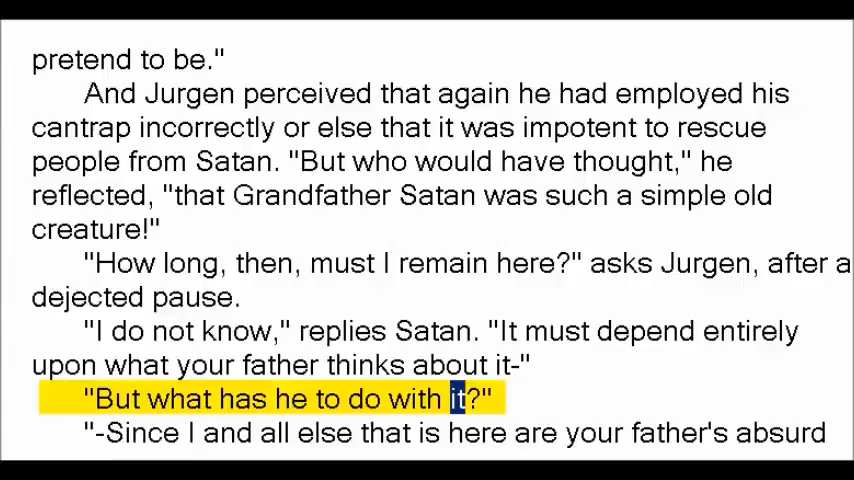 pretend to be."
And Jurgen perceived that again he had employed his
cantrap incorrectly or else that it was impotent to rescue
people from Satan. "But who would have thought," he
reflected, "that Grandfather Satan was such a simple old
creature!"
"How long, then, must I remain here?" asks Jurgen, after a
dejected pause.
"I do not know," replies Satan. "It must depend entirely
upon what your father thinks about it-"
"But what has he to do with it?"
"-Since I and all else that is here are your father's absurd